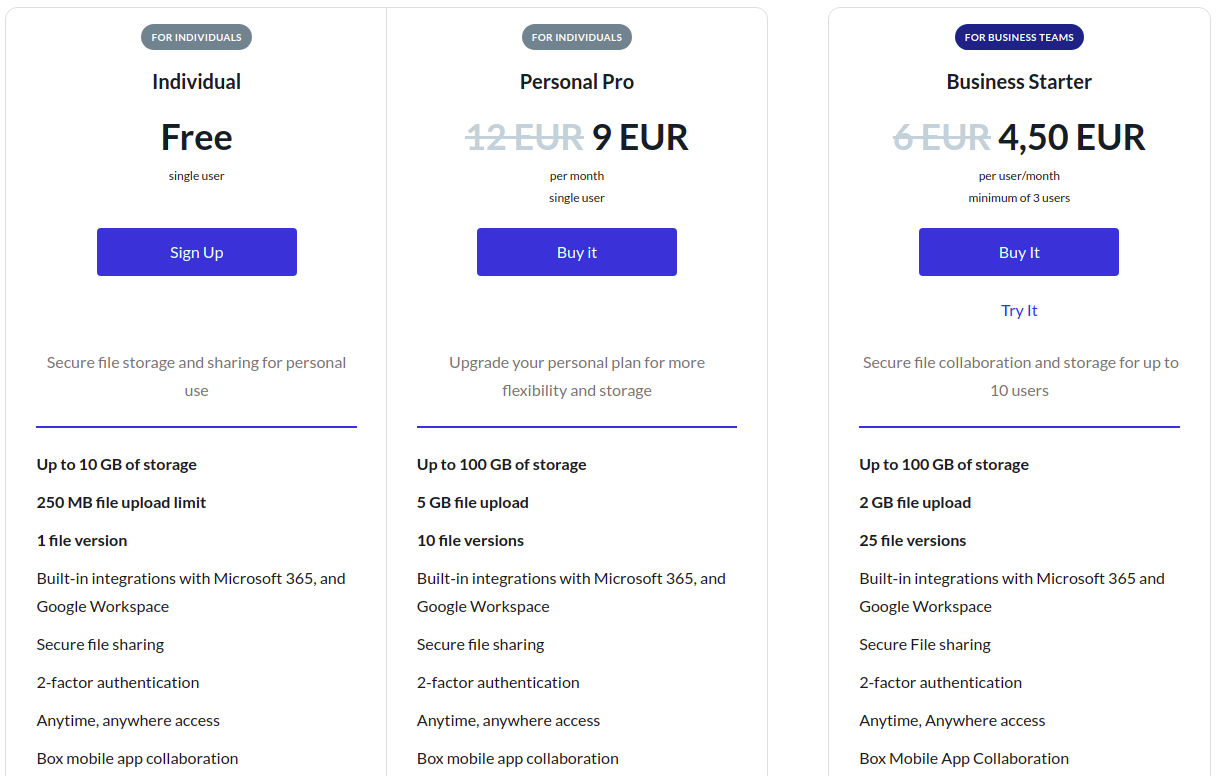 FOR INDIVIDUALS
Individual
Free
single user
Sign Up
Secure file storage and sharing for personal
use
Up to 10 GB of storage
250 MB file upload limit
1 file version
Built-in integrations with Microsoft 365, and
Google Workspace
Secure file sharing
2-factor authentication
Anytime, anywhere access
Box mobile app collaboration
FOR INDIVIDUALS
Personal Pro
12 EUR 9 EUR
per month
single user
Buy it
Upgrade your personal plan for more
flexibility and storage
Up to 100 GB of storage
5 GB file upload
10 file versions
Built-in integrations with Microsoft 365, and
Google Workspace
Secure file sharing
2-factor authentication
Anytime, anywhere access
Box mobile app collaboration
FOR BUSINESS TEAMS
Business Starter
6 EUR 4,50 EUR
per user/month
minimum of 3 users
Buy It
Try It
Secure file collaboration and storage for up to
10 users
Up to 100 GB of storage
2 GB file upload
25 file versions
Built-in integrations with Microsoft 365 and
Google Workspace
Secure File sharing
2-factor authentication
Anytime, Anywhere access
Box Mobile App Collaboration